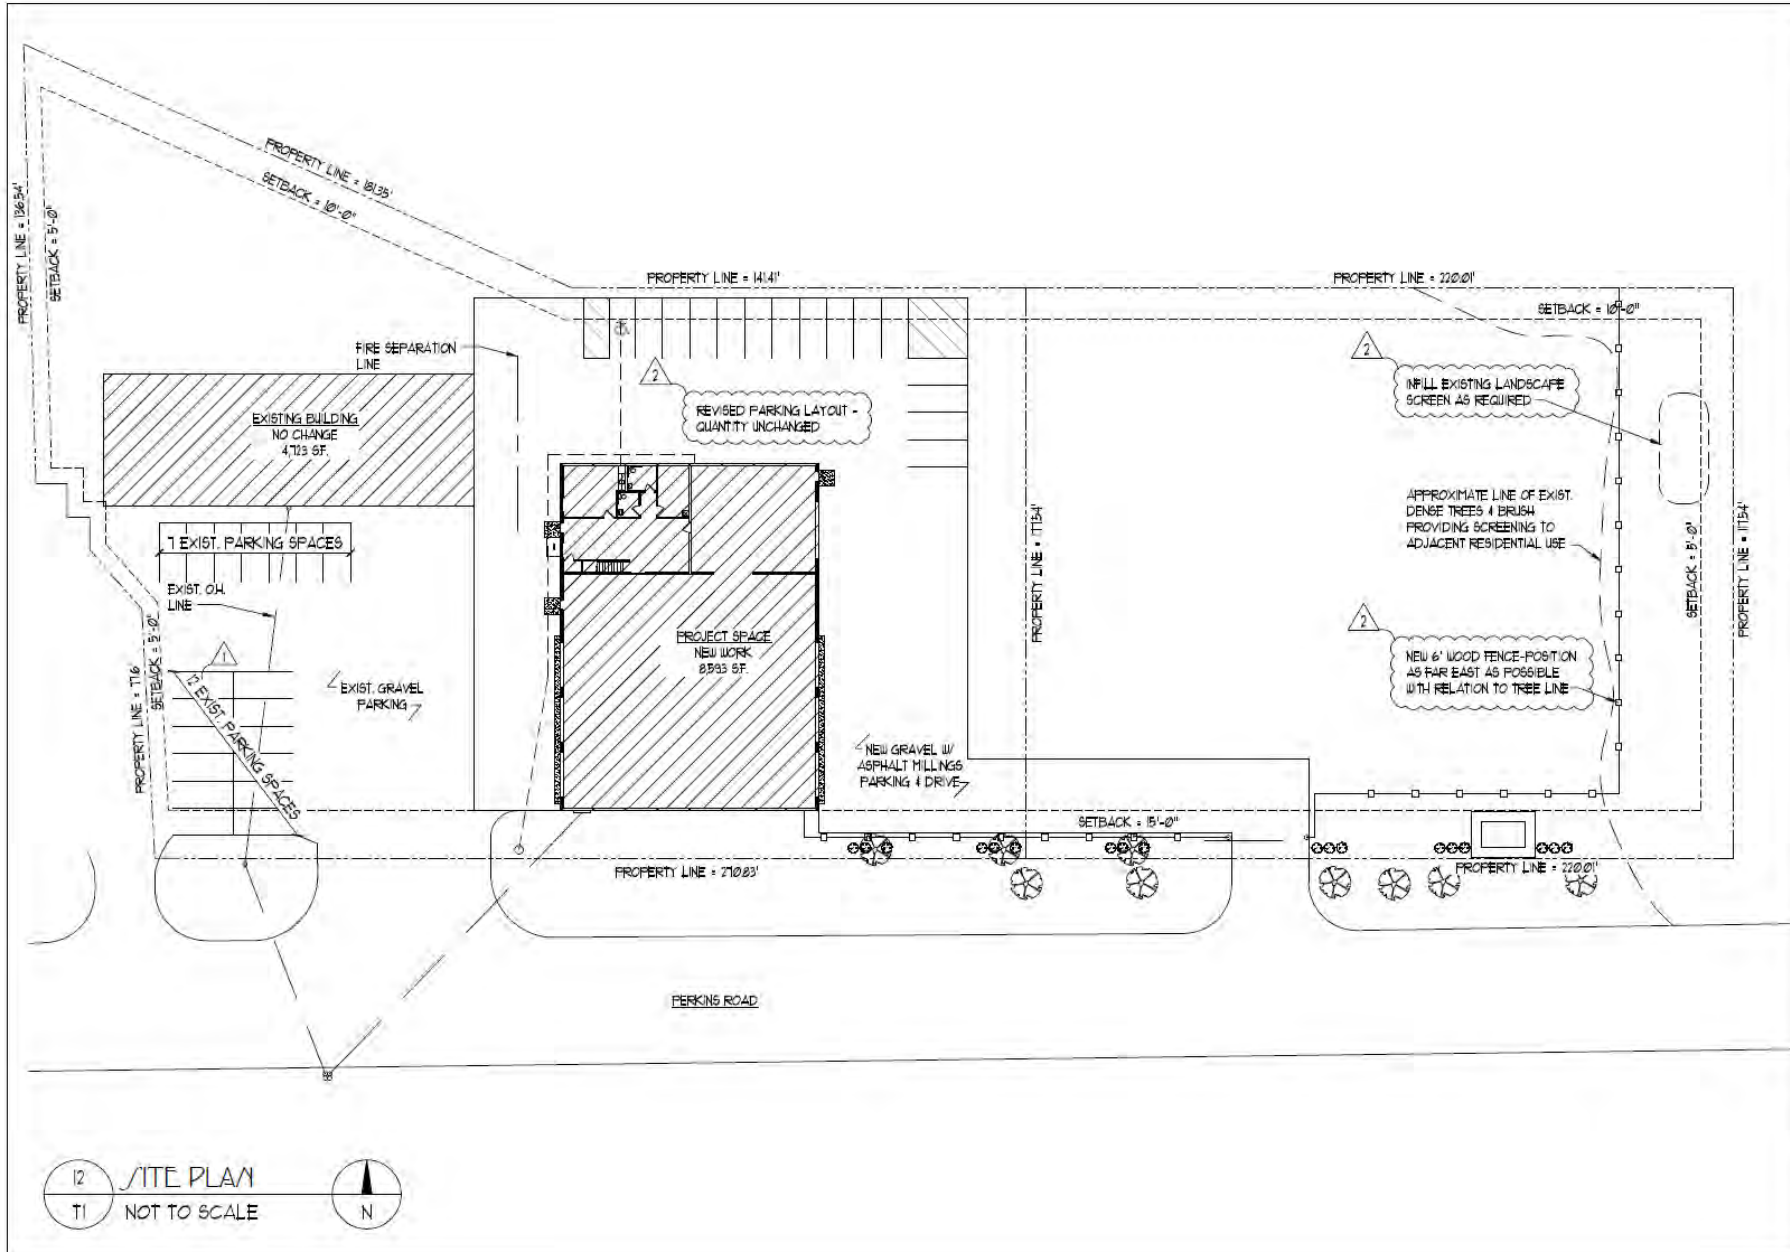 PROPERTY LINE = 181.35'
SETBACK = 10'-0"
PROPERTY LINE = 136.54'
SETBACK = 5'-0"
PROPERTY LINE = 141.41'
PROPERTY LINE = 220.01'
SETBACK = 10'-0"
FIRE SEPARATION
LINE
2
REVISED PARKING LAYOUT -
QUANTITY UNCHANGED
2
INFILL EXISTING LANDSCAPE
SCREEN AS REQUIRED
EXISTING BUILDING
NO CHANGE
4,723 S.F.
7 EXIST. PARKING SPACES
EXIST. O.H.
LINE
APPROXIMATE LINE OF EXIST.
DENSE TREES & BRUSH
PROVIDING SCREENING TO
ADJACENT RESIDENTIAL USE
PROPERTY LINE = 117.54'
SETBACK = 5'-0"
PROPERTY LINE = 117.54'
1
12 EXIST. PARKING SPACES
SETBACK = 5'-0"
PROPERTY LINE = 77.6'
EXIST. GRAVEL
PARKING
PROJECT SPACE
NEW WORK
8,593 S.F.
2
NEW 6' WOOD FENCE-POSITION
AS FAR EAST AS POSSIBLE
WITH RELATION TO TREE LINE
NEW GRAVEL W/
ASPHALT MILLINGS
PARKING & DRIVE
SETBACK = 15'-0"
PROPERTY LINE = 270.83'
PROPERTY LINE = 220.01'
PERKINS ROAD
12
T1
SITE PLAN
NOT TO SCALE
N